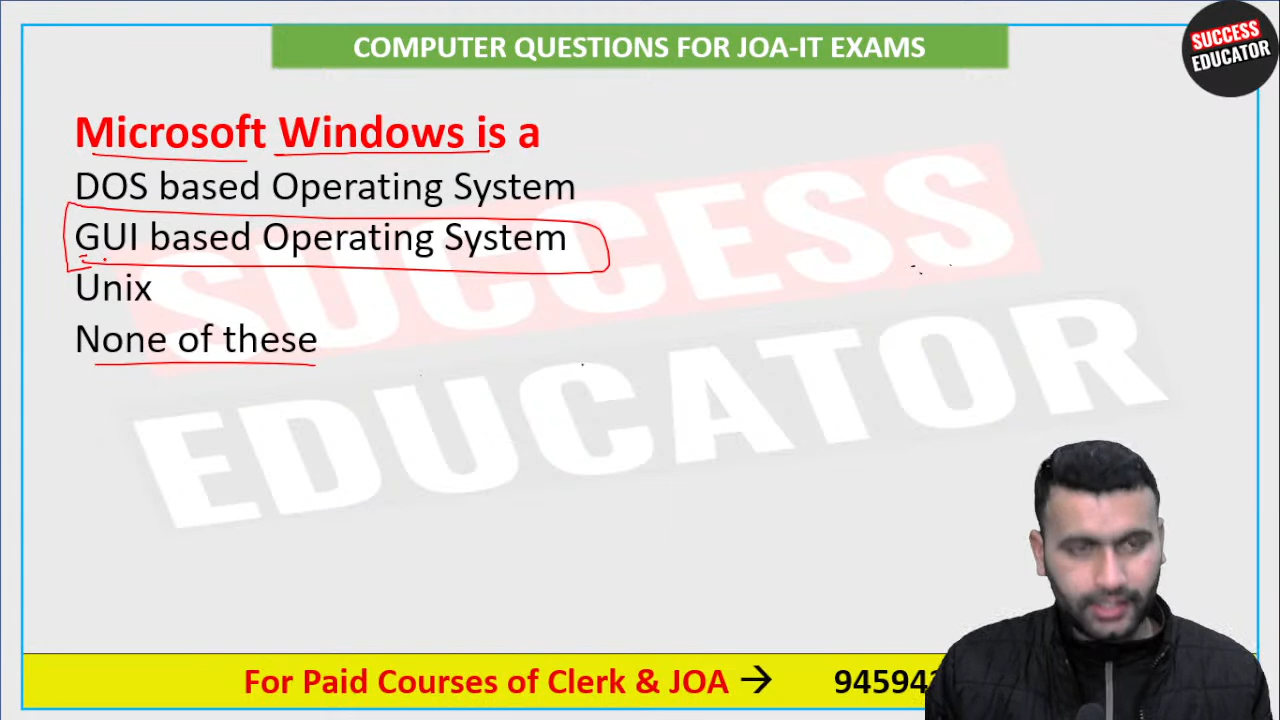 COMPUTER QUESTIONS FOR JOA-IT EXAMS
SUCCESS
EDUCATOR
Microsoft Windows is a
DOS based Operating System
GUI based Operating System
Unix
None of these
SUCCESS
EDUCATOR
For Paid Courses of Clerk & JOA → 94594